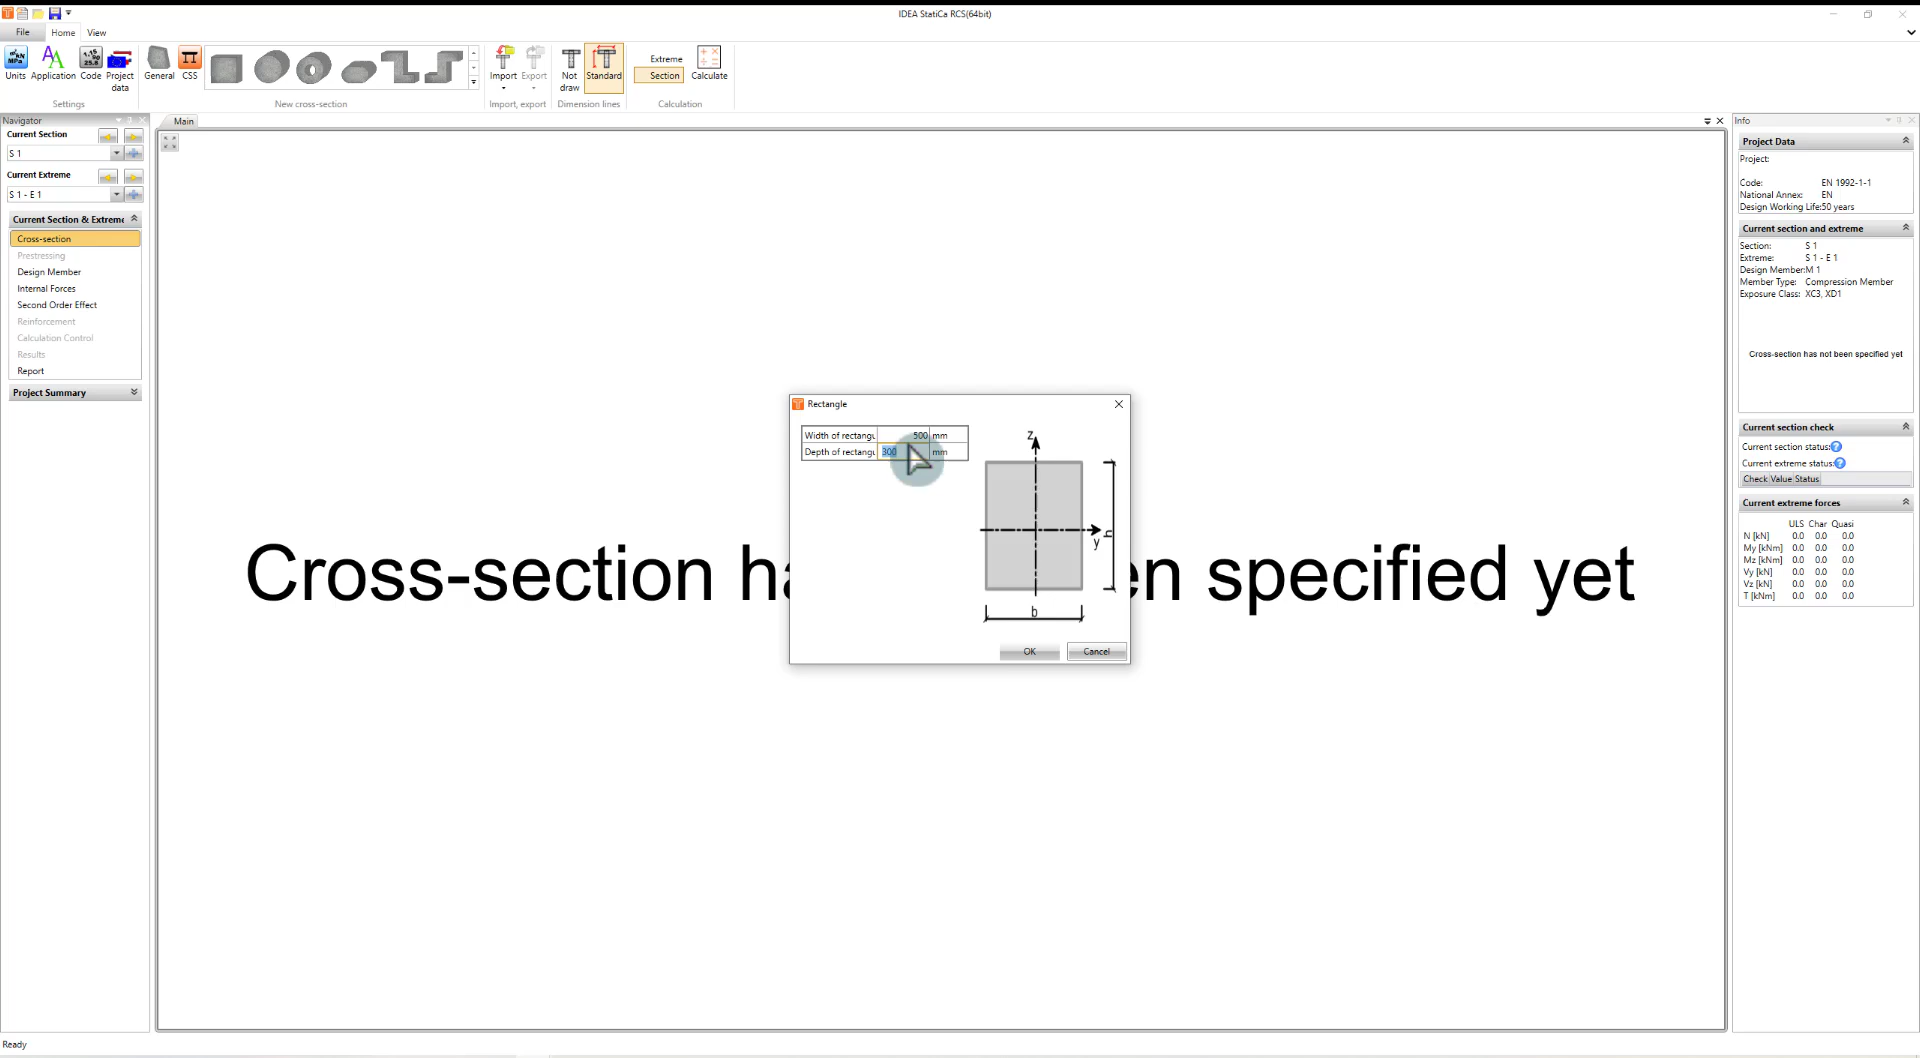 IDEA StatiCa RCS(64bit)
File Home View
Units Application Code Project data
Settings
General CSS
New cross-section
Import Export
Import, export
Not draw Standard
Dimension lines
Extreme
Section
Calculate
Calculation
Navigator
Current Section
S 1
Current Extreme
S 1 - E 1
Current Section & Extreme
Cross-section
Prestressing
Design Member
Internal Forces
Second Order Effect
Reinforcement
Calculation Control
Results
Report
Project Summary
Main
Cross-section ha
en specified yet
Rectangle
Width of rectangu 500 mm
Depth of rectangu 300 mm
z
y
h
b
OK Cancel
Info
Project Data
Project:
Code: EN 1992-1-1
National Annex: EN
Design Working Life:50 years
Current section and extreme
Section: S 1
Extreme: S 1 - E 1
Design Member:M 1
Member Type: Compression Member
Exposure Class: XC3, XD1
Cross-section has not been specified yet
Current section check
Current section status:
Current extreme status:
Check Value Status
Current extreme forces
ULS Char Quasi
N [kN] 0.0 0.0 0.0
My [kNm] 0.0 0.0 0.0
Mz [kNm] 0.0 0.0 0.0
Vy [kN] 0.0 0.0 0.0
Vz [kN] 0.0 0.0 0.0
T [kNm] 0.0 0.0 0.0
Ready